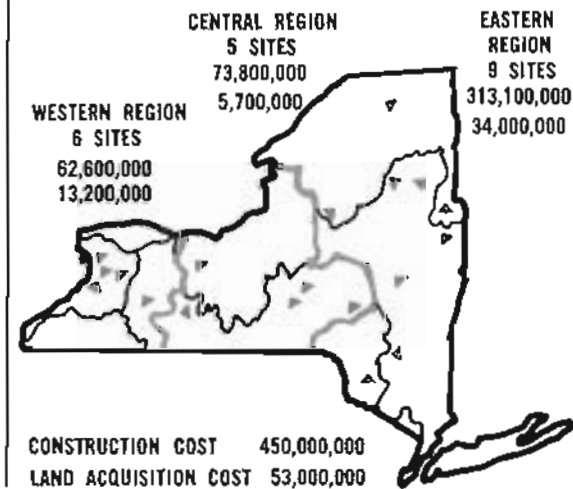 CENTRAL REGION
5 SITES
73,800,000
5,700,000
EASTERN
REGION
9 SITES
313,100,000
34,000,000
WESTERN REGION
6 SITES
62,600,000
13,200,000
CONSTRUCTION COST 450,000,000
LAND ACQUISITION COST 53,000,000